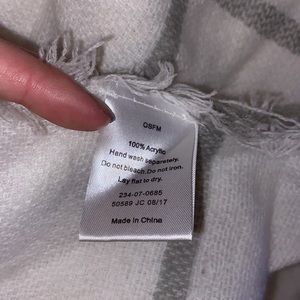 OSFM
100% Acrylic
Hand wash separately.
Do not bleach.Do not iron.
Lay flat to dry.
234-07-0685
50589 JC 08/17
Made in China